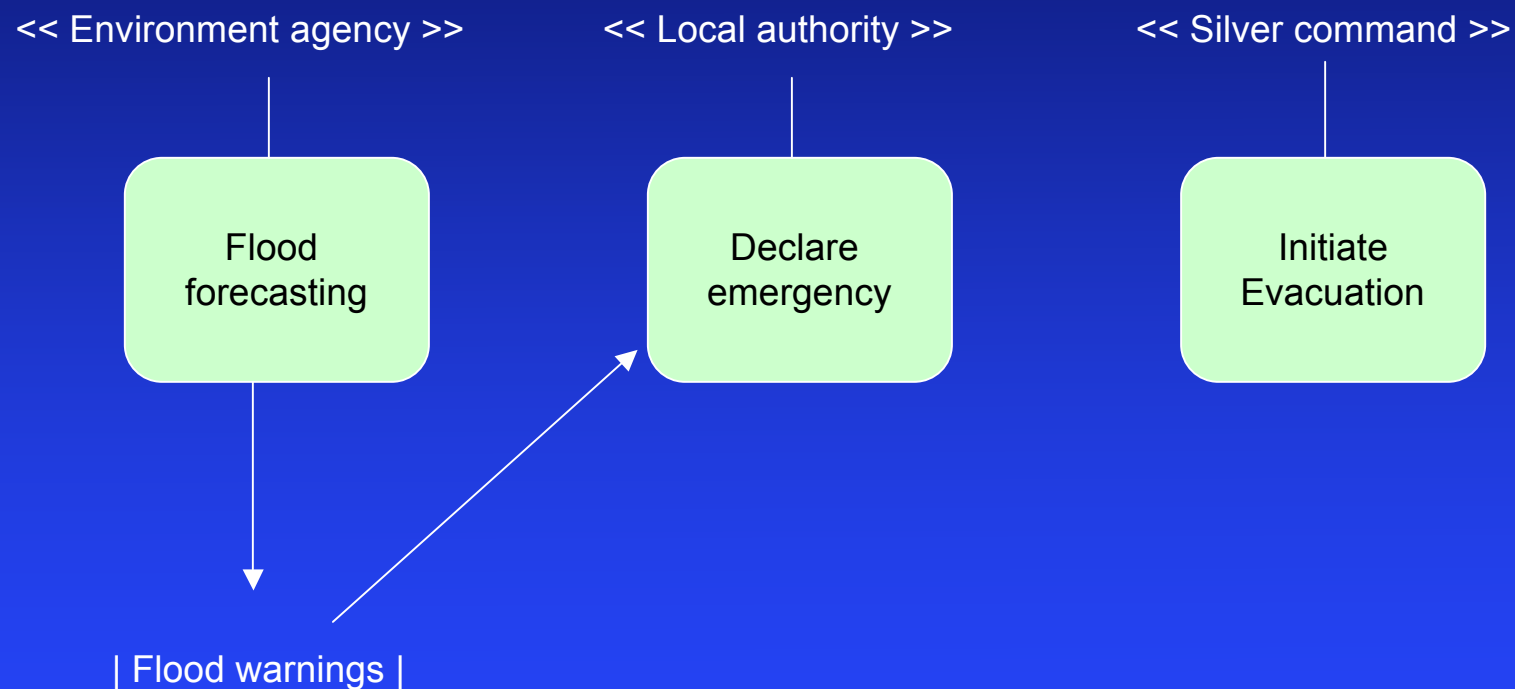 << Environment agency >>
<< Local authority >>
<< Silver command >>
Flood
forecasting
Declare
emergency
Initiate
Evacuation
| Flood warnings |